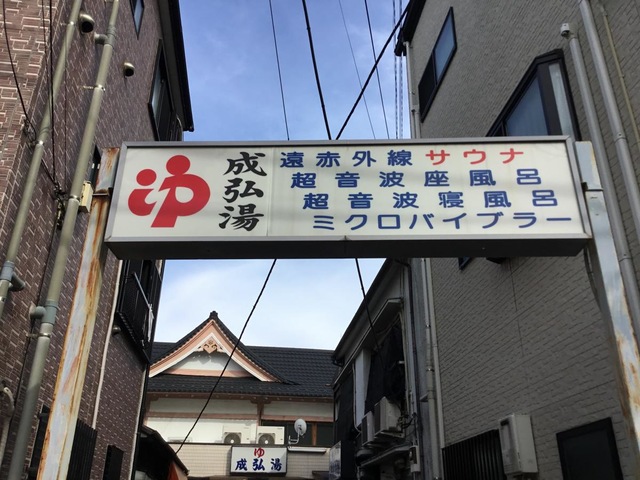 ゆ
成弘湯
遠赤外線サウナ
超音波座風呂
超音波寝風呂
ミクロバイブラー
ゆ
成弘湯